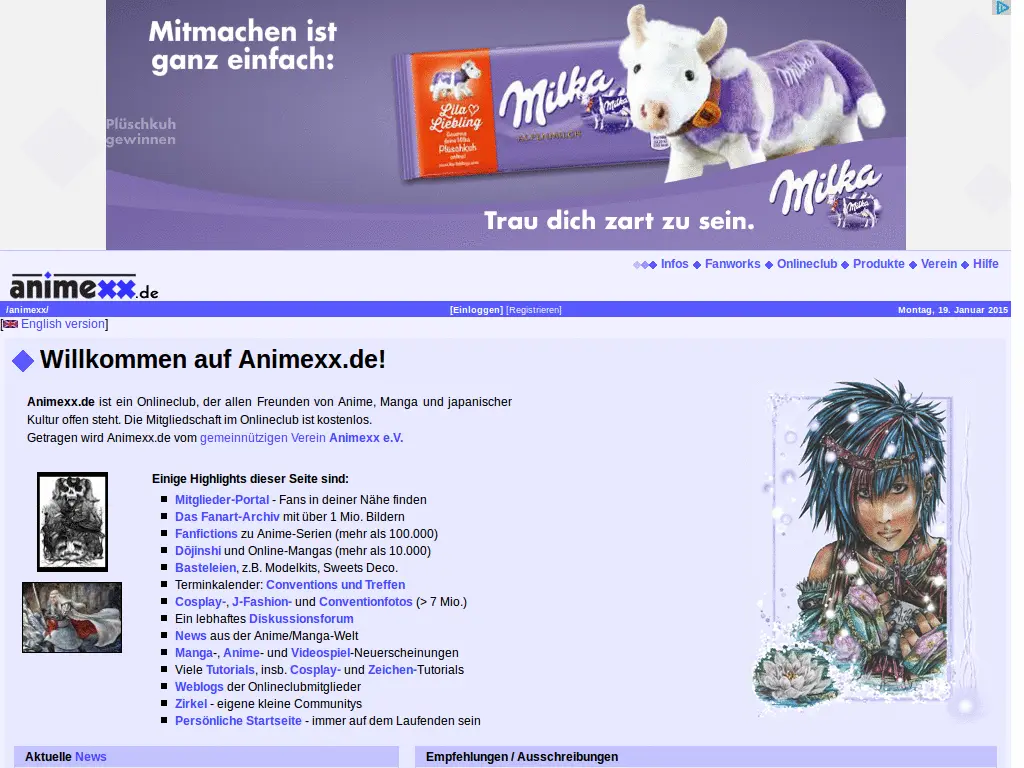 Mitmachen ist
ganz einfach:
Plüschkuh
gewinnen
Lila
Liebling
Gewinne
deine Milka
Plüschkuh
online!
Milka
Milka
Milka
Trau dich zart zu sein.
Infos Fanworks Onlineclub Produkte Verein Hilfe
animexx.de
/animexx/ [Einloggen] [Registrieren] Montag, 19. Januar 2015
[English version]
Willkommen auf Animexx.de!
Animexx.de ist ein Onlineclub, der allen Freunden von Anime, Manga und japanischer
Kultur offen steht. Die Mitgliedschaft im Onlineclub ist kostenlos.
Getragen wird Animexx.de vom gemeinnützigen Verein Animexx e.V.
Einige Highlights dieser Seite sind:
Mitglieder-Portal - Fans in deiner Nähe finden
Das Fanart-Archiv mit über 1 Mio. Bildern
Fanfictions zu Anime-Serien (mehr als 100.000)
Dôjinshi und Online-Mangas (mehr als 10.000)
Basteleien, z.B. Modelkits, Sweets Deco.
Terminkalender: Conventions und Treffen
Cosplay-, J-Fashion- und Conventionfotos (> 7 Mio.)
Ein lebhaftes Diskussionsforum
News aus der Anime/Manga-Welt
Manga-, Anime- und Videospiel-Neuerscheinungen
Viele Tutorials, insb. Cosplay- und Zeichen-Tutorials
Weblogs der Onlineclubmitglieder
Zirkel - eigene kleine Communitys
Persönliche Startseite - immer auf dem Laufenden sein
Aktuelle News
Empfehlungen / Ausschreibungen